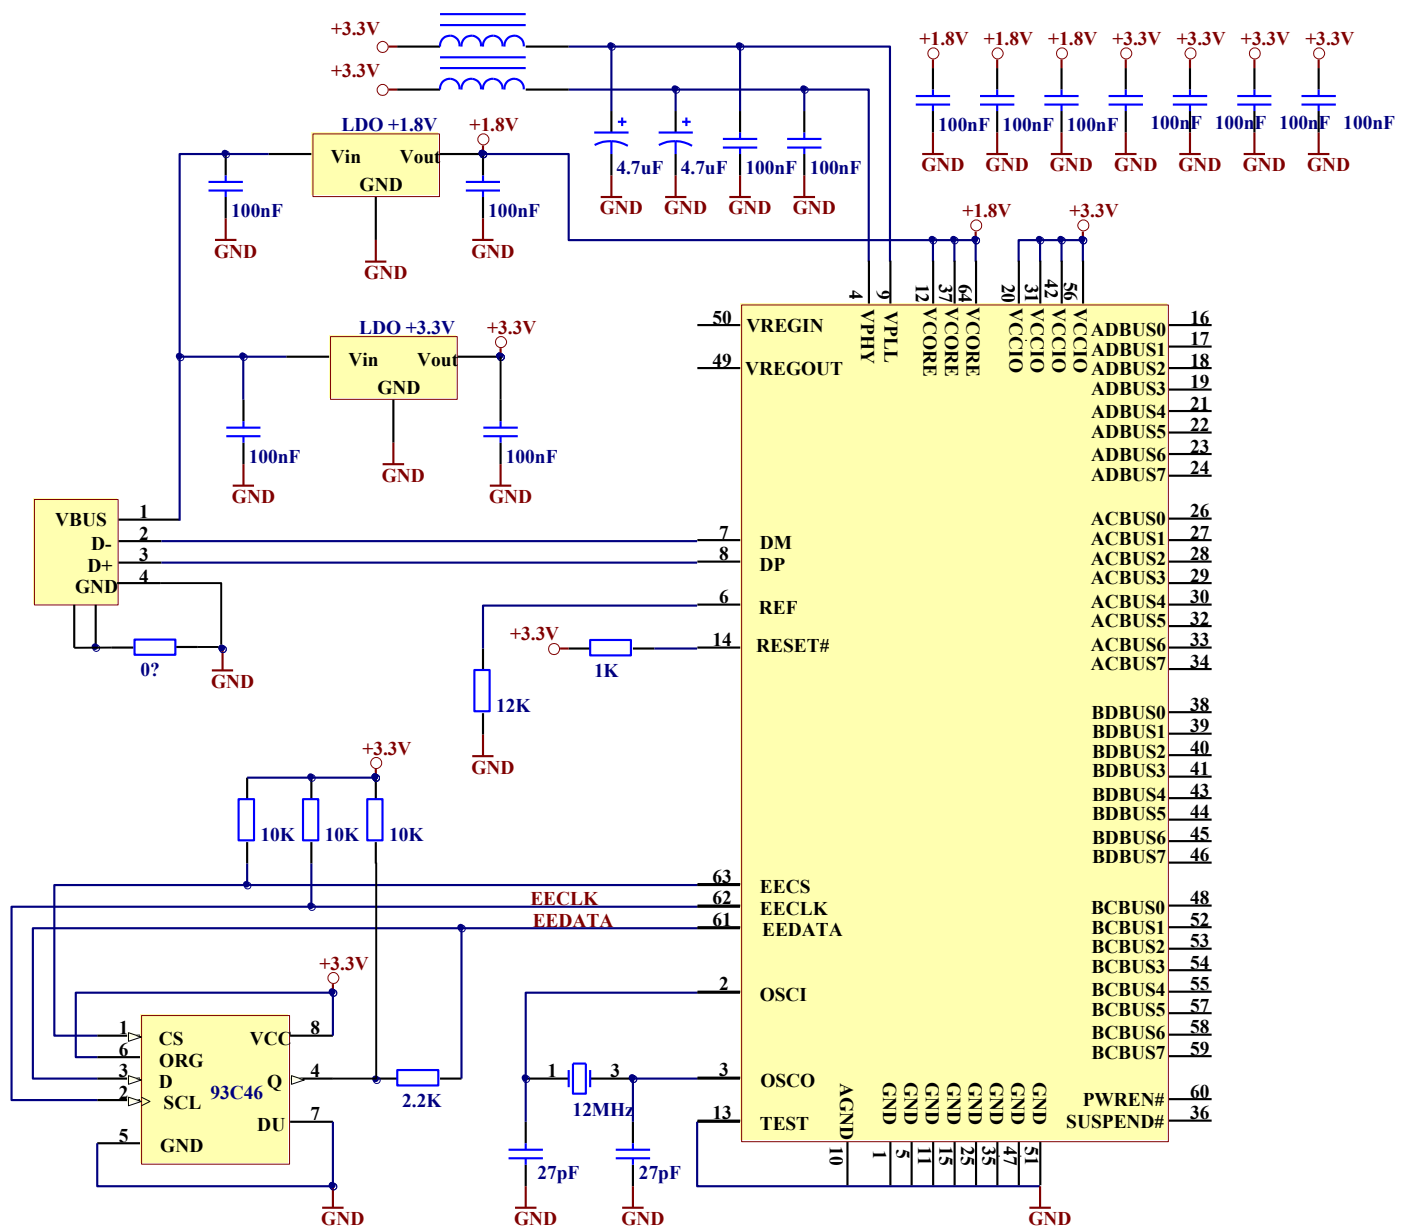 +3.3V
+3.3V
+1.8V
+1.8V
+1.8V
+3.3V
+3.3V
+3.3V
+3.3V
100nF
100nF
100nF
100nF
100nF
100nF
100nF
GND
GND
GND
GND
GND
GND
GND
4.7uF
4.7uF
100nF
100nF
GND
GND
GND
GND
LDO +1.8V
Vin
Vout
GND
+1.8V
100nF
100nF
GND
GND
GND
LDO +3.3V
Vin
Vout
GND
+3.3V
100nF
100nF
GND
GND
GND
+1.8V
+3.3V
4
9
12
37
64
20
31
42
56
VPHY
VPLL
VCORE
VCORE
VCORE
VCCIO
VCCIO
VCCIO
VCCIO
50 VREGIN
49 VREGOUT
VBUS 1
D- 2
D+ 3
GND 4
0?
GND
7 DM
8 DP
6 REF
+3.3V
1K
14 RESET#
12K
GND
+3.3V
10K
10K
10K
63 EECS
EECLK
62 EECLK
EEDATA
61 EEDATA
+3.3V
1 CS
6 ORG
3 D
2 SCL
5 GND
93C46
VCC 8
Q 4
DU 7
2.2K
GND
2 OSCI
1
3
12MHz
3 OSCO
13 TEST
27pF
27pF
GND
GND
AGND
GND
GND
GND
GND
GND
GND
GND
GND
10
1
5
11
15
25
35
47
51
GND
ADBUS0 16
ADBUS1 17
ADBUS2 18
ADBUS3 19
ADBUS4 21
ADBUS5 22
ADBUS6 23
ADBUS7 24
ACBUS0 26
ACBUS1 27
ACBUS2 28
ACBUS3 29
ACBUS4 30
ACBUS5 32
ACBUS6 33
ACBUS7 34
BDBUS0 38
BDBUS1 39
BDBUS2 40
BDBUS3 41
BDBUS4 43
BDBUS5 44
BDBUS6 45
BDBUS7 46
BCBUS0 48
BCBUS1 52
BCBUS2 53
BCBUS3 54
BCBUS4 55
BCBUS5 57
BCBUS6 58
BCBUS7 59
PWREN# 60
SUSPEND# 36